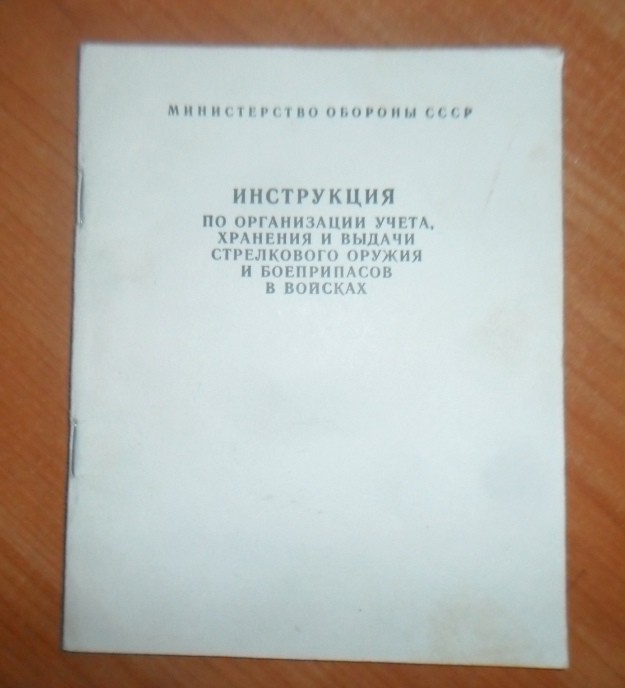 МИНИСТЕРСТВО ОБОРОНЫ СССР
ИНСТРУКЦИЯ
ПО ОРГАНИЗАЦИИ УЧЕТА,
ХРАНЕНИЯ И ВЫДАЧИ
СТРЕЛКОВОГО ОРУЖИЯ
И БОЕПРИПАСОВ
В ВОЙСКАХ